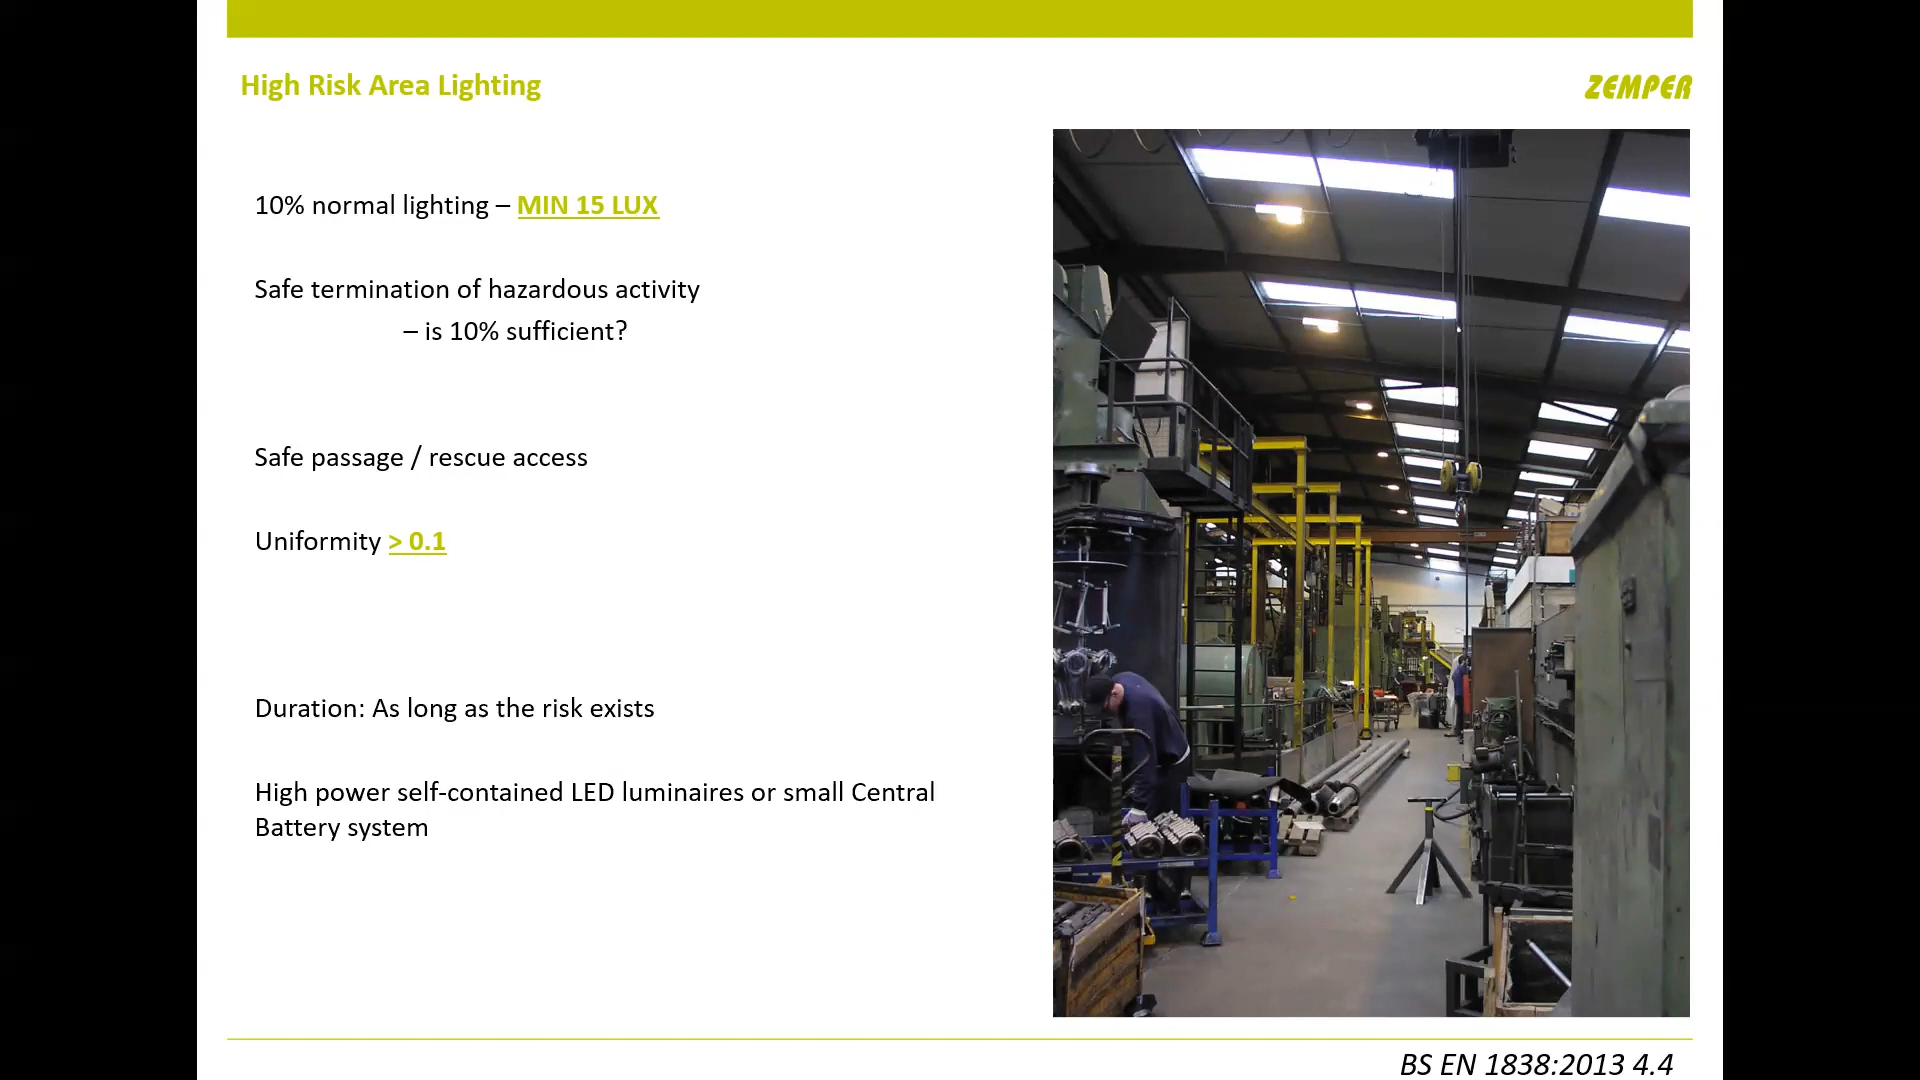 High Risk Area Lighting
ZEMPER
10% normal lighting – MIN 15 LUX
Safe termination of hazardous activity
– is 10% sufficient?
Safe passage / rescue access
Uniformity > 0.1
Duration: As long as the risk exists
High power self-contained LED luminaires or small Central
Battery system
BS EN 1838:2013 4.4